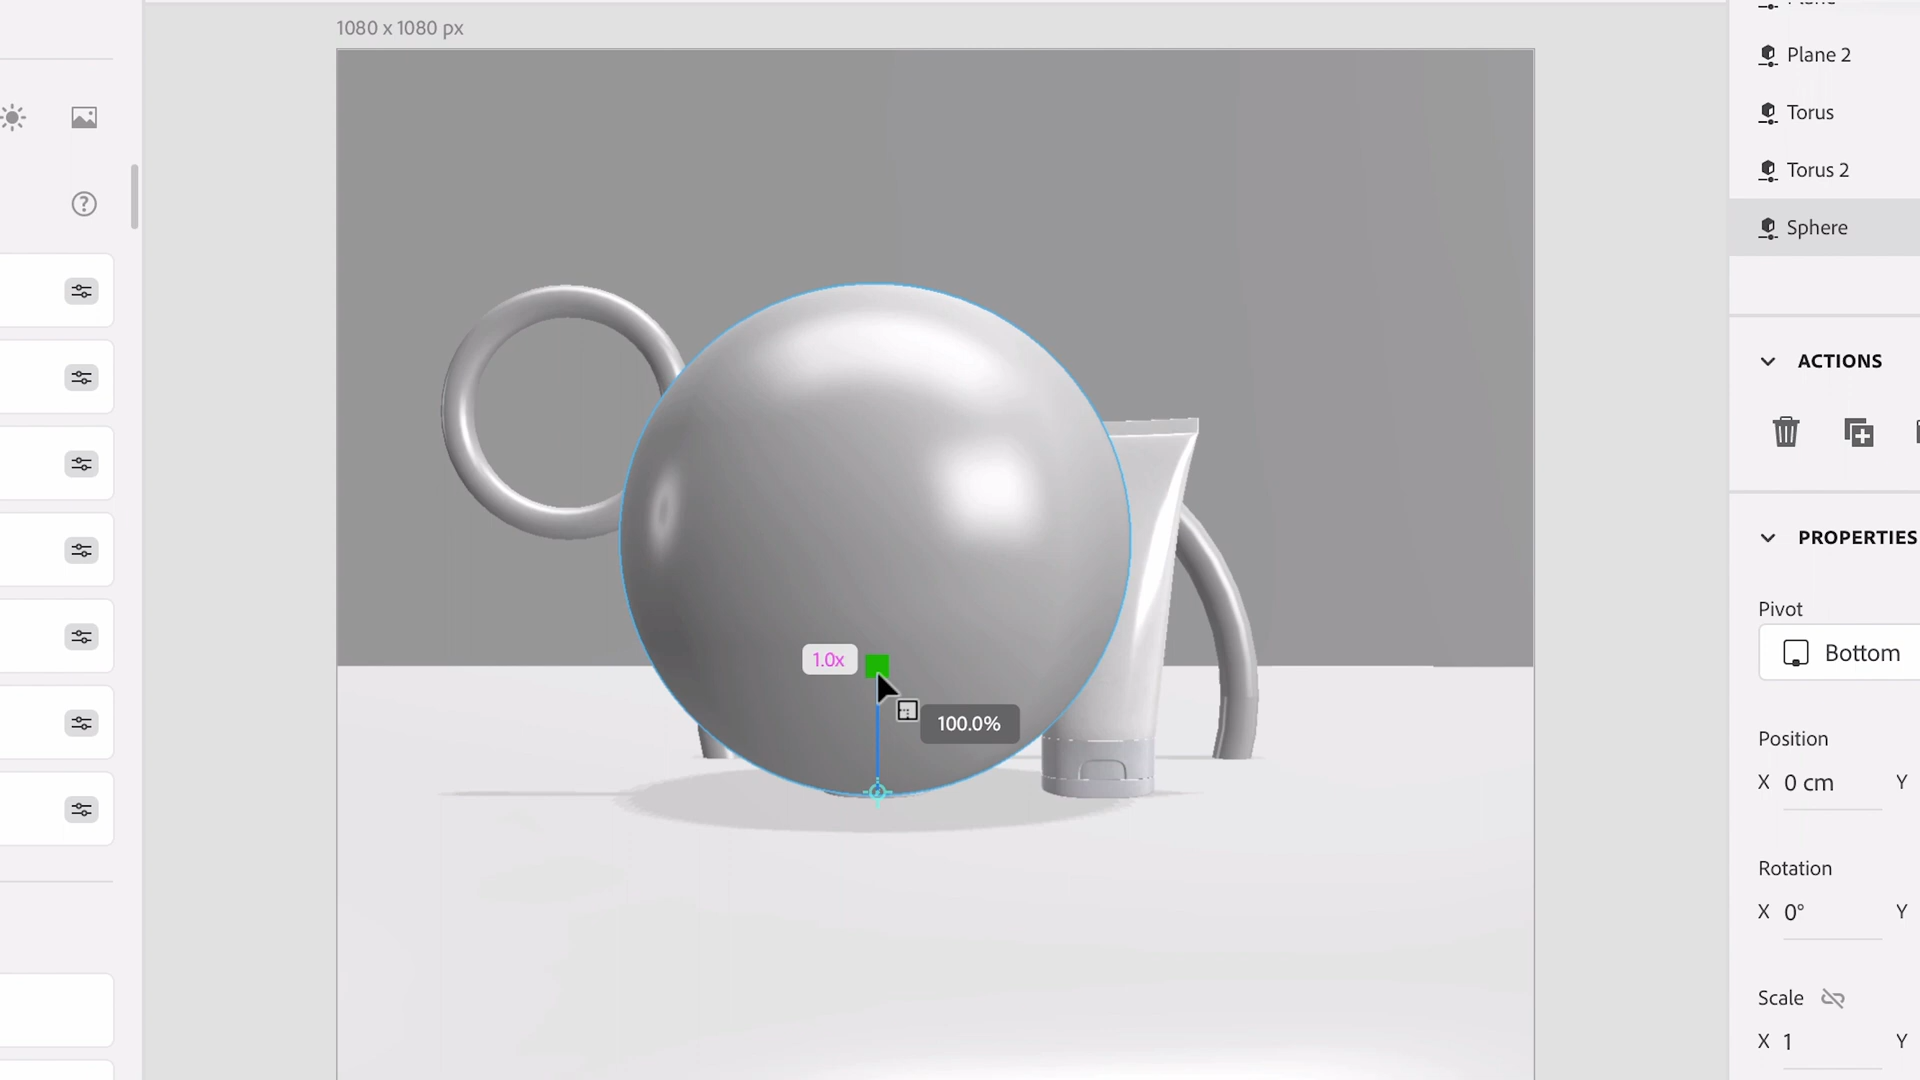 1080 x 1080 px
Plane 2
Torus
Torus 2
Sphere
ACTIONS
PROPERTIES
Pivot
Bottom
1.0x
100.0%
Position
X 0 cm Y
Rotation
X 0° Y
Scale
X 1 Y